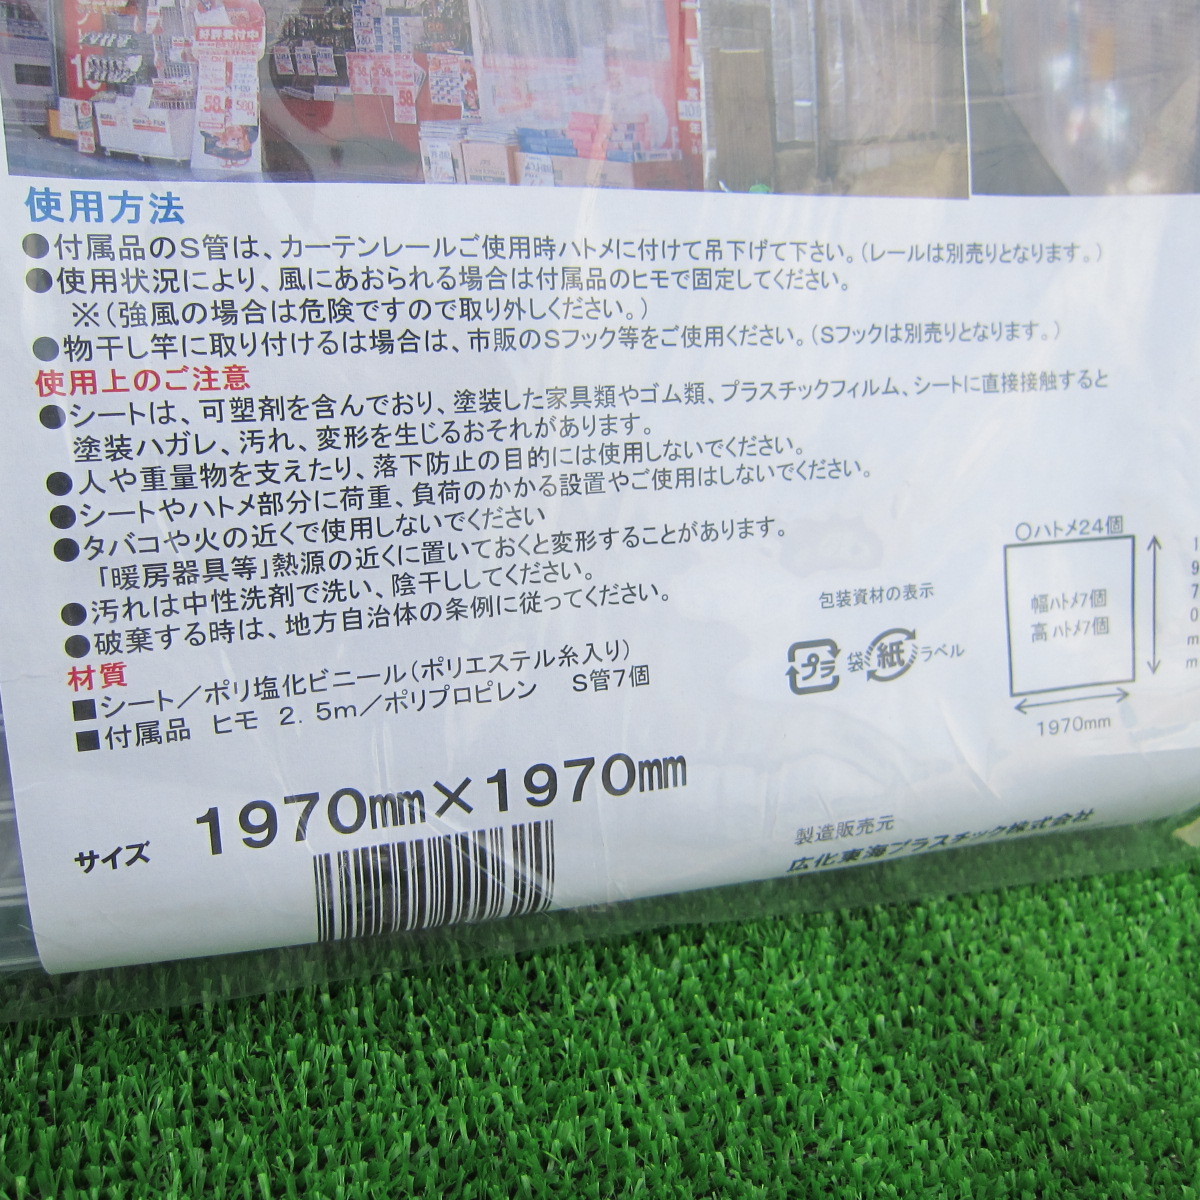 好評受付中
58
580
58
使用方法
●付属品のS管は、カーテンレールご使用時ハトメに付けて吊下げて下さい。(レールは別売りとなります。)
●使用状況により、風にあおられる場合は付属品のヒモで固定してください。
※(強風の場合は危険ですので取り外しください。)
●物干し竿に取り付けるは場合は、市販のSフック等をご使用ください。(Sフックは別売りとなります。)
使用上のご注意
●シートは、可塑剤を含んでおり、塗装した家具類やゴム類、プラスチックフィルム、シートに直接接触すると
塗装ハガレ、汚れ、変形を生じるおそれがあります。
●人や重量物を支えたり、落下防止の目的には使用しないでください。
●シートやハトメ部分に荷重、負荷のかかる設置やご使用はしないでください。
●タバコや火の近くで使用しないでください
「暖房器具等」熱源の近くに置いておくと変形することがあります。
●汚れは中性洗剤で洗い、陰干ししてください。
●破棄する時は、地方自治体の条例に従ってください。
材質
■シート/ポリ塩化ビニール(ポリエステル糸入り)
■付属品 ヒモ 2.5m/ポリプロピレン S管7個
包装資材の表示
プラ 袋 紙 ラベル
○ハトメ24個
幅ハトメ7個
高ハトメ7個
1970mm
1970mm
サイズ 1970mm×1970mm
製造販売元
広化東海プラスチック株式会社